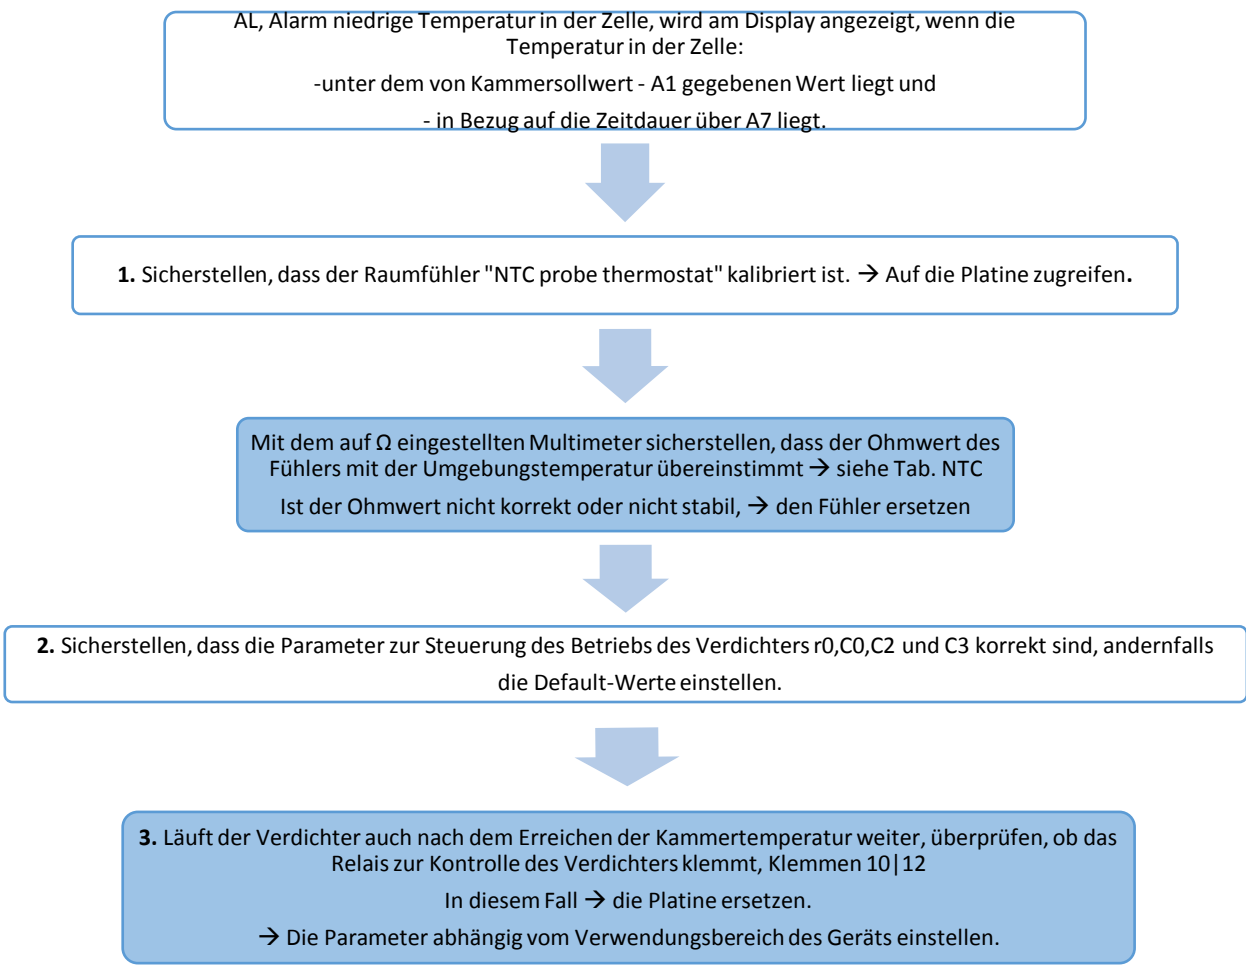 AL, Alarm niedrige Temperatur in der Zelle, wird am Display angezeigt, wenn die
Temperatur in der Zelle:
-unter dem von Kammersollwert - A1 gegebenen Wert liegt und
- in Bezug auf die Zeitdauer über A7 liegt.
1. Sicherstellen, dass der Raumfühler "NTC probe thermostat" kalibriert ist. → Auf die Platine zugreifen.
Mit dem auf Ω eingestellten Multimeter sicherstellen, dass der Ohmwert des
Fühlers mit der Umgebungstemperatur übereinstimmt → siehe Tab. NTC
Ist der Ohmwert nicht korrekt oder nicht stabil, → den Fühler ersetzen
2. Sicherstellen, dass die Parameter zur Steuerung des Betriebs des Verdichters r0,C0,C2 und C3 korrekt sind, andernfalls
die Default-Werte einstellen.
3. Läuft der Verdichter auch nach dem Erreichen der Kammertemperatur weiter, überprüfen, ob das
Relais zur Kontrolle des Verdichters klemmt, Klemmen 10|12
In diesem Fall → die Platine ersetzen.
→ Die Parameter abhängig vom Verwendungsbereich des Geräts einstellen.